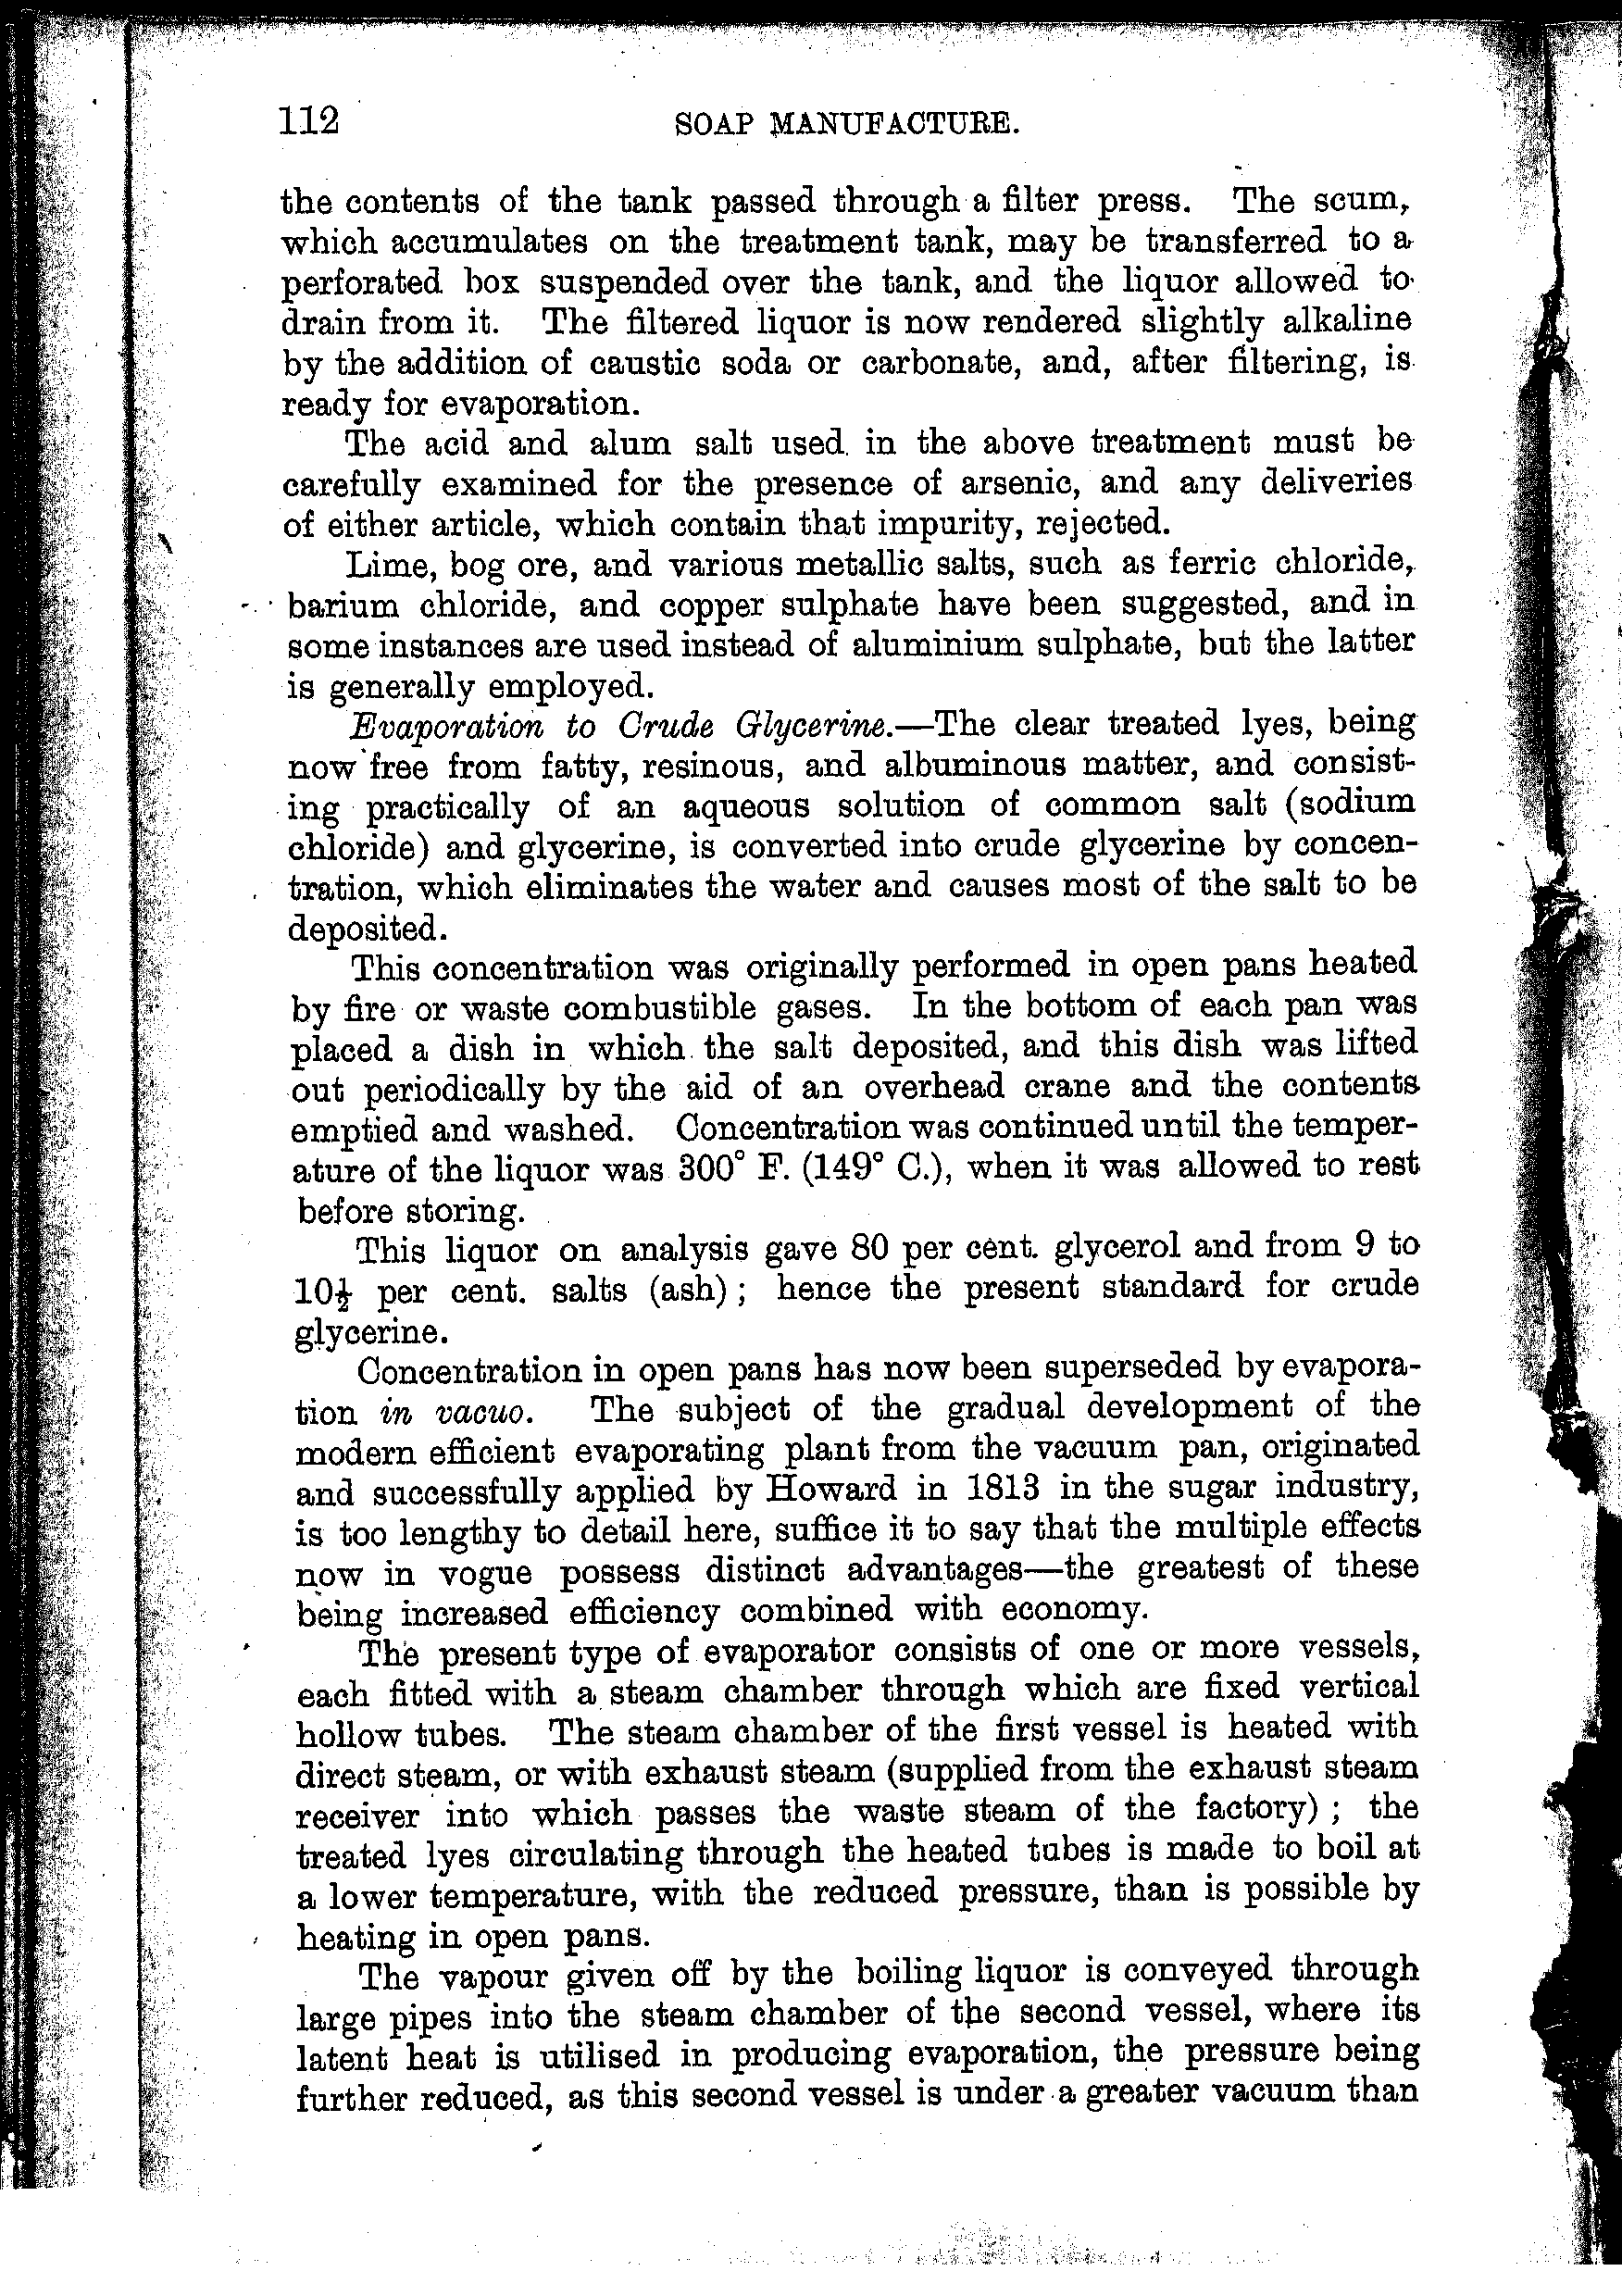 112 SOAP MANUFACTURE.
the contents of the tank passed through a filter press. The scum,
which accumulates on the treatment tank, may be transferred to a
perforated box suspended over the tank, and the liquor allowed to
drain from it. The filtered liquor is now rendered slightly alkaline
by the addition of caustic soda or carbonate, and, after filtering, is
ready for evaporation.
The acid and alum salt used in the above treatment must be
carefully examined for the presence of arsenic, and any deliveries
of either article, which contain that impurity, rejected.
Lime, bog ore, and various metallic salts, such as ferric chloride,
barium chloride, and copper sulphate have been suggested, and in
some instances are used instead of aluminium sulphate, but the latter
is generally employed.
Evaporation to Crude Glycerine.—The clear treated lyes, being
now free from fatty, resinous, and albuminous matter, and consist-
ing practically of an aqueous solution of common salt (sodium
chloride) and glycerine, is converted into crude glycerine by concen-
tration, which eliminates the water and causes most of the salt to be
deposited.
This concentration was originally performed in open pans heated
by fire or waste combustible gases. In the bottom of each pan was
placed a dish in which the salt deposited, and this dish was lifted
out periodically by the aid of an overhead crane and the contents
emptied and washed. Concentration was continued until the temper-
ature of the liquor was 300° F. (149° C.), when it was allowed to rest
before storing.
This liquor on analysis gave 80 per cent. glycerol and from 9 to
10½ per cent. salts (ash); hence the present standard for crude
glycerine.
Concentration in open pans has now been superseded by evapora-
tion in vacuo. The subject of the gradual development of the
modern efficient evaporating plant from the vacuum pan, originated
and successfully applied by Howard in 1813 in the sugar industry,
is too lengthy to detail here, suffice it to say that the multiple effects
now in vogue possess distinct advantages—the greatest of these
being increased efficiency combined with economy.
The present type of evaporator consists of one or more vessels,
each fitted with a steam chamber through which are fixed vertical
hollow tubes. The steam chamber of the first vessel is heated with
direct steam, or with exhaust steam (supplied from the exhaust steam
receiver into which passes the waste steam of the factory); the
treated lyes circulating through the heated tubes is made to boil at
a lower temperature, with the reduced pressure, than is possible by
heating in open pans.
The vapour given off by the boiling liquor is conveyed through
large pipes into the steam chamber of the second vessel, where its
latent heat is utilised in producing evaporation, the pressure being
further reduced, as this second vessel is under a greater vacuum than